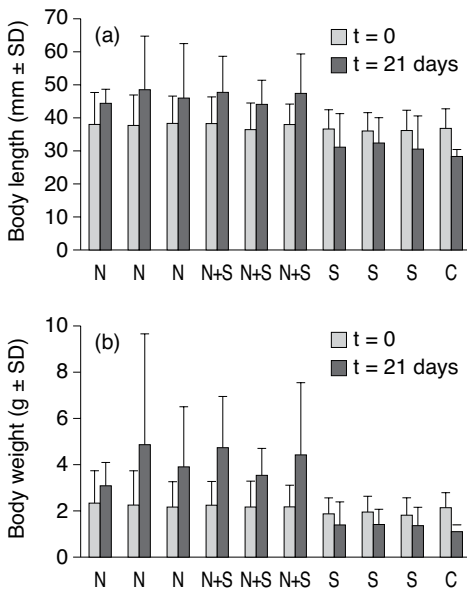 Body length (mm ± SD)
(a)
t = 0
t = 21 days
70
60
50
40
30
20
10
0
N N N N+S N+S N+S S S S C
Body weight (g ± SD)
(b)
t = 0
t = 21 days
10
8
6
4
2
0
N N N N+S N+S N+S S S S C